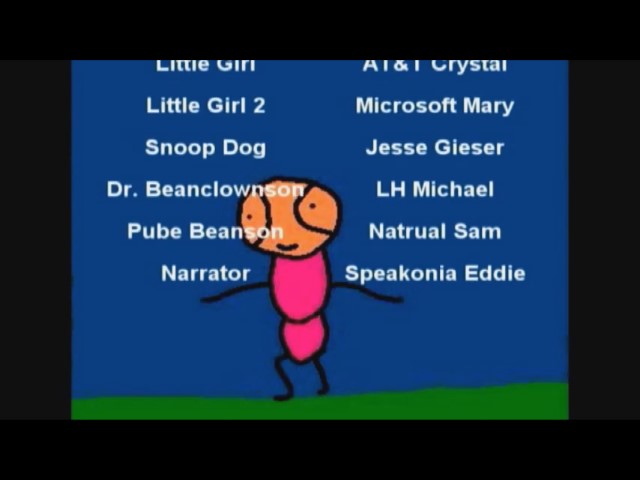 Little Girl AT&T Crystal
Little Girl 2 Microsoft Mary
Snoop Dog Jesse Gieser
Dr. Beanclownson LH Michael
Pube Beanson Natrual Sam
Narrator Speakonia Eddie